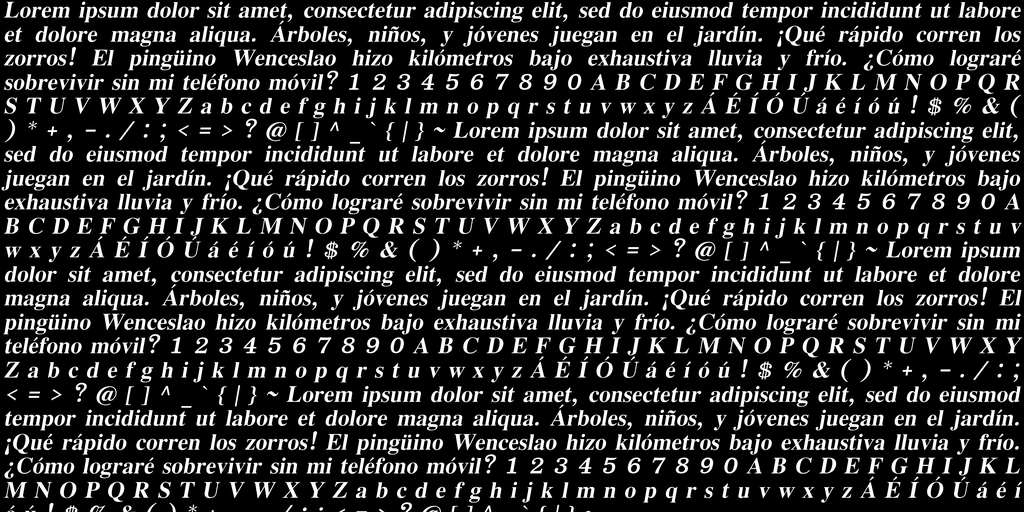 Lorem ipsum dolor sit amet, consectetur adipiscing elit, sed do eiusmod tempor incididunt ut labore
et dolore magna aliqua. Árboles, niños, y jóvenes juegan en el jardín. ¡Qué rápido corren los
zorros! El pingüino Wenceslao hizo kilómetros bajo exhaustiva lluvia y frío. ¿Cómo lograré
sobrevivir sin mi teléfono móvil? 1 2 3 4 5 6 7 8 9 0 A B C D E F G H I J K L M N O P Q R
S T U V W X Y Z a b c d e f g h i j k l m n o p q r s t u v w x y z Á É Í Ó Ú á é í ó ú ! $ % & (
) * + , - . / : ; < = > ? @ [ ] ^ _ ` { | } ~ Lorem ipsum dolor sit amet, consectetur adipiscing elit,
sed do eiusmod tempor incididunt ut labore et dolore magna aliqua. Árboles, niños, y jóvenes
juegan en el jardín. ¡Qué rápido corren los zorros! El pingüino Wenceslao hizo kilómetros bajo
exhaustiva lluvia y frío. ¿Cómo lograré sobrevivir sin mi teléfono móvil? 1 2 3 4 5 6 7 8 9 0 A
B C D E F G H I J K L M N O P Q R S T U V W X Y Z a b c d e f g h i j k l m n o p q r s t u v
w x y z Á É Í Ó Ú á é í ó ú ! $ % & ( ) * + , - . / : ; < = > ? @ [ ] ^ _ ` { | } ~ Lorem ipsum
dolor sit amet, consectetur adipiscing elit, sed do eiusmod tempor incididunt ut labore et dolore
magna aliqua. Árboles, niños, y jóvenes juegan en el jardín. ¡Qué rápido corren los zorros! El
pingüino Wenceslao hizo kilómetros bajo exhaustiva lluvia y frío. ¿Cómo lograré sobrevivir sin mi
teléfono móvil? 1 2 3 4 5 6 7 8 9 0 A B C D E F G H I J K L M N O P Q R S T U V W X Y
Z a b c d e f g h i j k l m n o p q r s t u v w x y z Á É Í Ó Ú á é í ó ú ! $ % & ( ) * + , - . / : ;
< = > ? @ [ ] ^ _ ` { | } ~ Lorem ipsum dolor sit amet, consectetur adipiscing elit, sed do eiusmod
tempor incididunt ut labore et dolore magna aliqua. Árboles, niños, y jóvenes juegan en el jardín.
¡Qué rápido corren los zorros! El pingüino Wenceslao hizo kilómetros bajo exhaustiva lluvia y frío.
¿Cómo lograré sobrevivir sin mi teléfono móvil? 1 2 3 4 5 6 7 8 9 0 A B C D E F G H I J K L
M N O P Q R S T U V W X Y Z a b c d e f g h i j k l m n o p q r s t u v w x y z Á É Í Ó Ú á é í